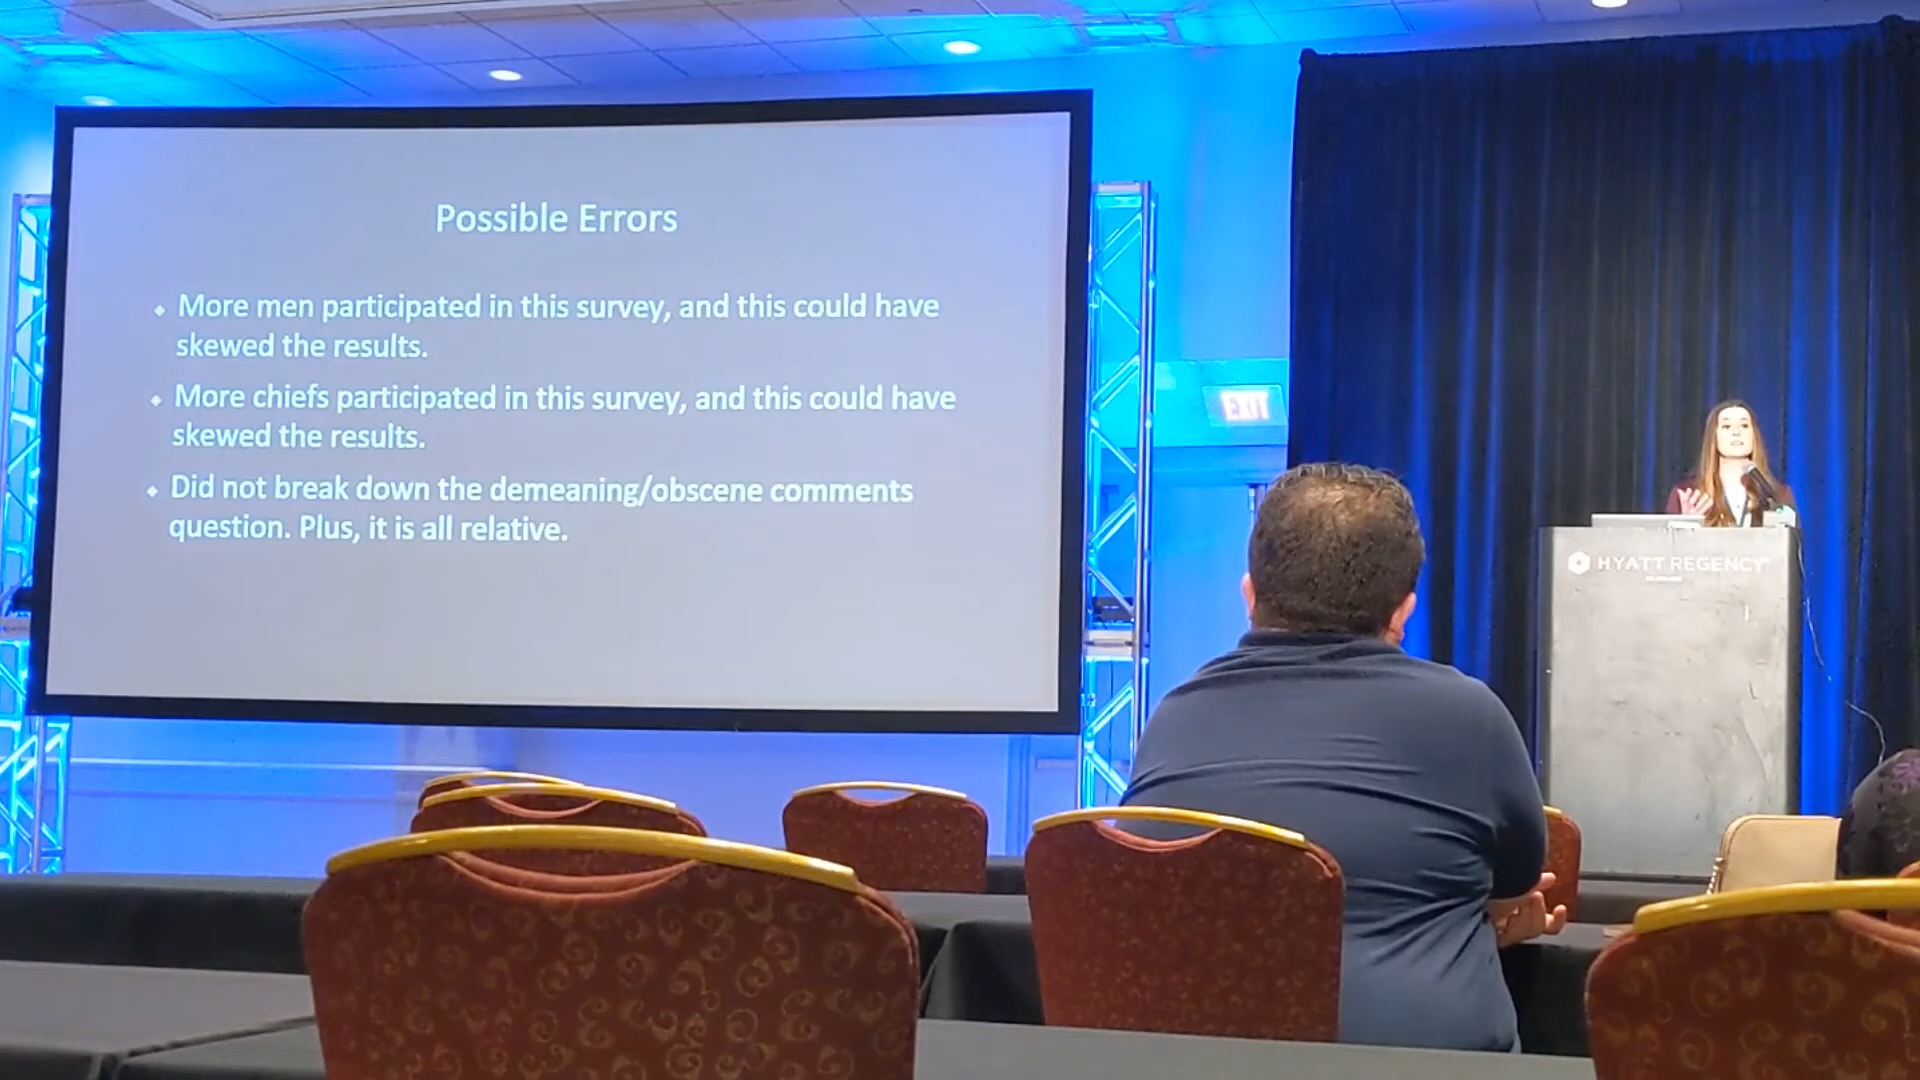 Possible Errors
More men participated in this survey, and this could have
skewed the results.
More chiefs participated in this survey, and this could have
skewed the results.
Did not break down the demeaning/obscene comments
question. Plus, it is all relative.
EXIT
HYATT REGENCY